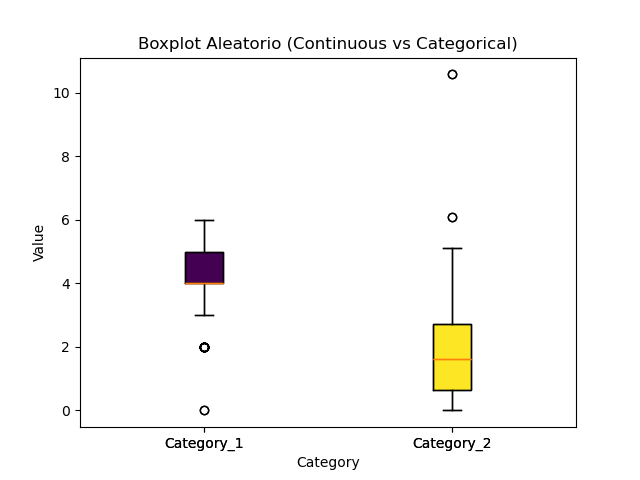 Boxplot Aleatorio (Continuous vs Categorical)
Value
10
8
6
4
2
0
Category_1
Category_2
Category